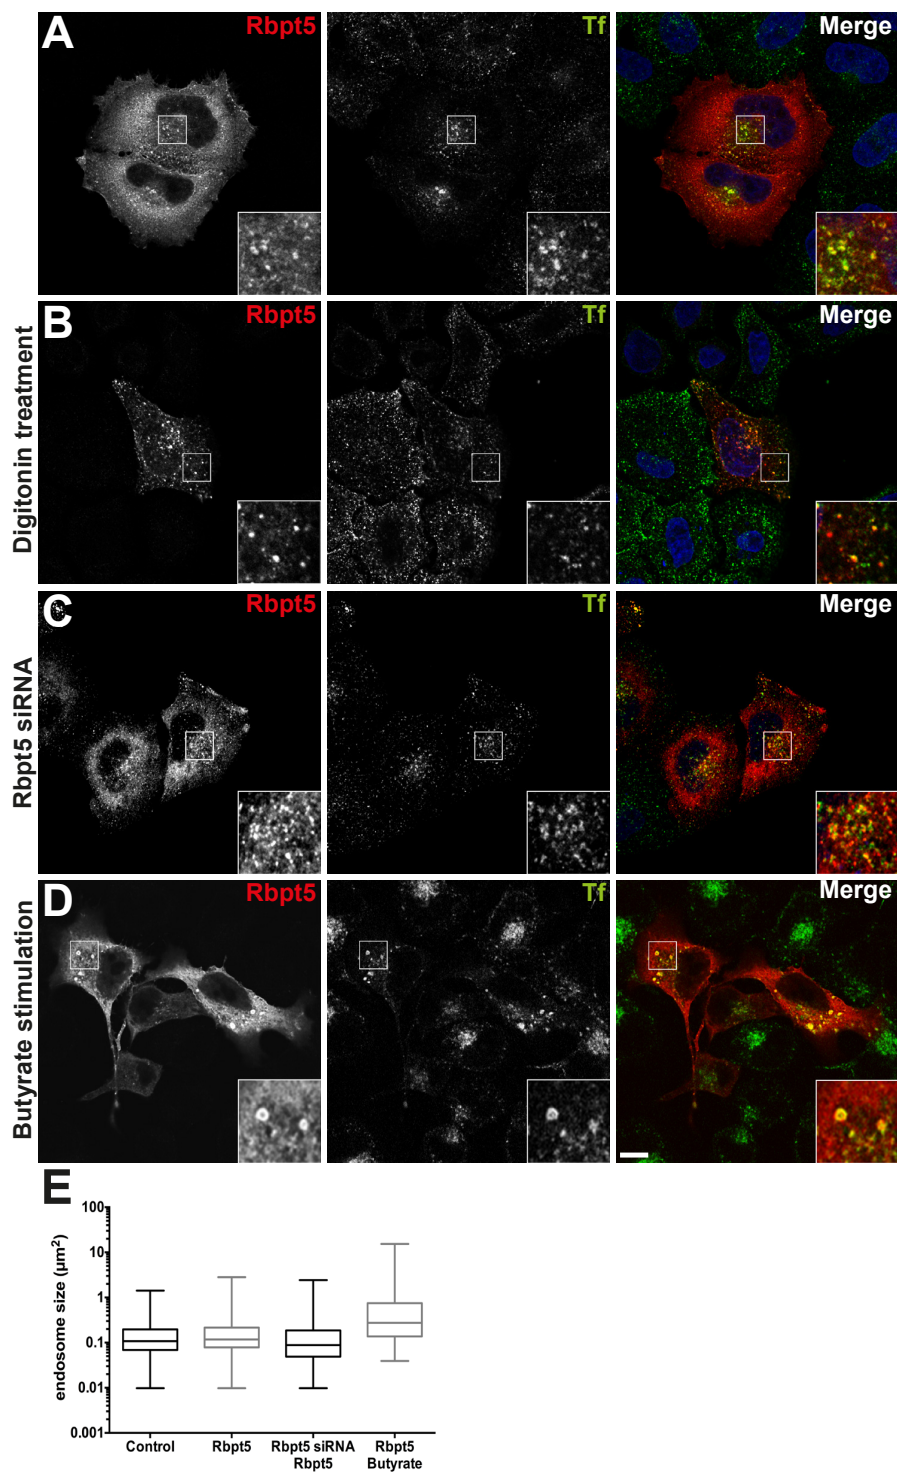 A Rbpt5 Tf Merge
Digitonin treatment
B Rbpt5 Tf Merge
Rbpt5 siRNA
C Rbpt5 Tf Merge
Butyrate stimulation
D Rbpt5 Tf Merge
E
endosome size (µm²)
100
10
1
0.1
0.01
0.001
Control Rbpt5 Rbpt5 siRNA Rbpt5
Rbpt5 Butyrate